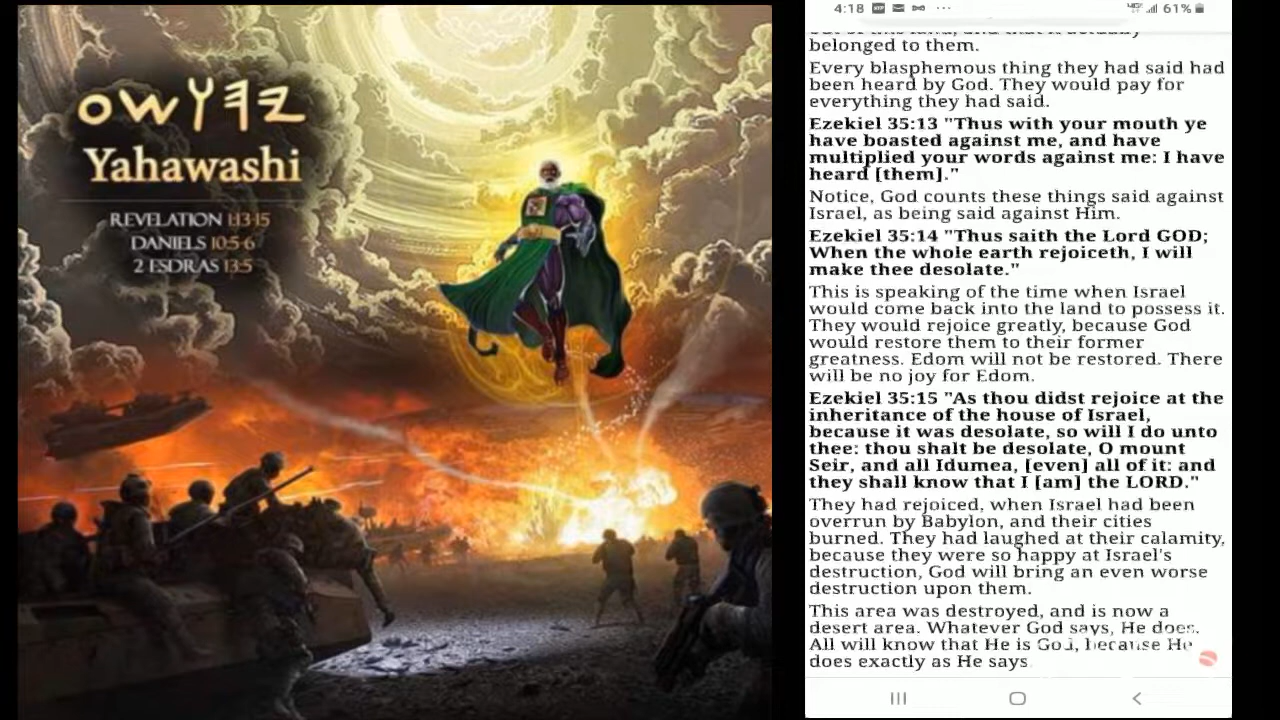 𐤉𐤄𐤅𐤔𐤏
Yahawashi
REVELATION 1:13-15
DANIELS 10:5-6
2 ESDRAS 13:5
4:18 61%
belonged to them.
Every blasphemous thing they had said had
been heard by God. They would pay for
everything they had said.
Ezekiel 35:13 "Thus with your mouth ye
have boasted against me, and have
multiplied your words against me: I have
heard [them]."
Notice, God counts these things said against
Israel, as being said against Him.
Ezekiel 35:14 "Thus saith the Lord GOD;
When the whole earth rejoiceth, I will
make thee desolate."
This is speaking of the time when Israel
would come back into the land to possess it.
They would rejoice greatly, because God
would restore them to their former
greatness. Edom will not be restored. There
will be no joy for Edom.
Ezekiel 35:15 "As thou didst rejoice at the
inheritance of the house of Israel,
because it was desolate, so will I do unto
thee: thou shalt be desolate, O mount
Seir, and all Idumea, [even] all of it: and
they shall know that I [am] the LORD."
They had rejoiced, when Israel had been
overrun by Babylon, and their cities
burned. They had laughed at their calamity,
because they were so happy at Israel's
destruction, God will bring an even worse
destruction upon them.
This area was destroyed, and is now a
desert area. Whatever God says, He does.
All will know that He is God, because He
does exactly as He says